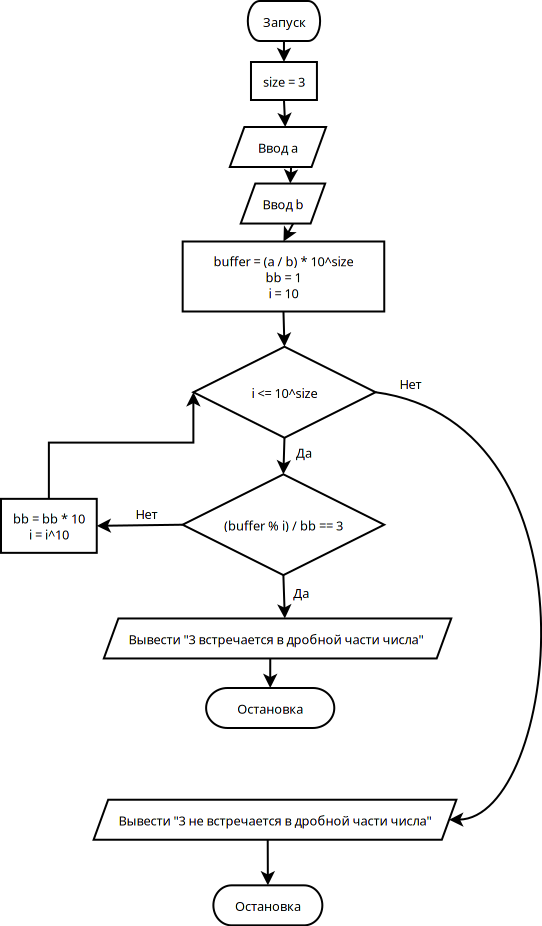 Запуск
size = 3
Ввод a
Ввод b
buffer = (a / b) * 10^size
bb = 1
i = 10
i <= 10^size
Нет
Да
(buffer % i) / bb == 3
Нет
bb = bb * 10
i = i^10
Да
Вывести "3 встречается в дробной части числа"
Остановка
Вывести "3 не встречается в дробной части числа"
Остановка